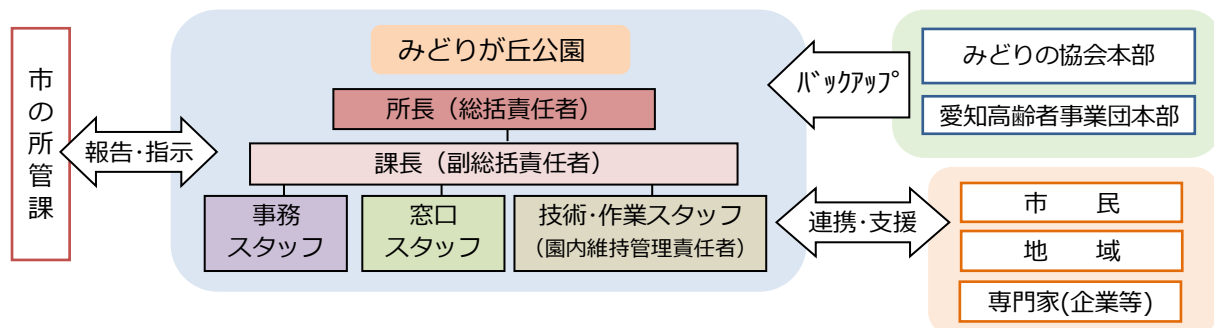 市の所管課
報告･指示
みどりが丘公園
所長（総括責任者）
課長（副総括責任者）
事務
スタッフ
窓口
スタッフ
技術･作業スタッフ
（園内維持管理責任者）
ﾊﾞｯｸｱｯﾌﾟ
みどりの協会本部
愛知高齢者事業団本部
連携･支援
市　　民
地　　域
専門家(企業等)